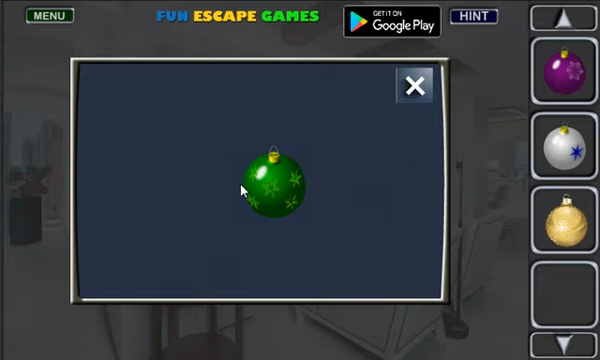 MENU
FUN ESCAPE GAMES
GET IT ON
Google Play
HINT